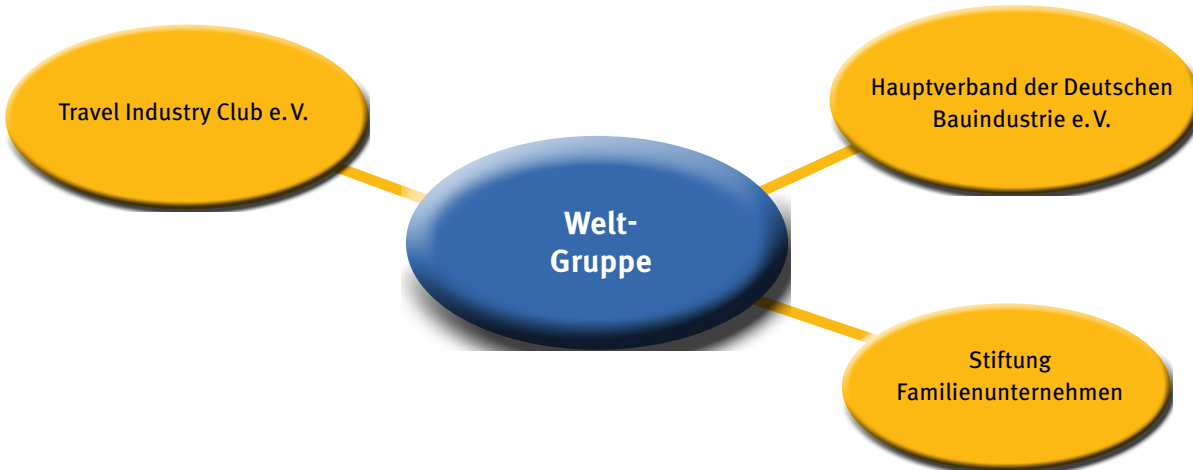 Travel Industry Club e.V.
Hauptverband der Deutschen
Bauindustrie e.V.
Welt-
Gruppe
Stiftung
Familienunternehmen